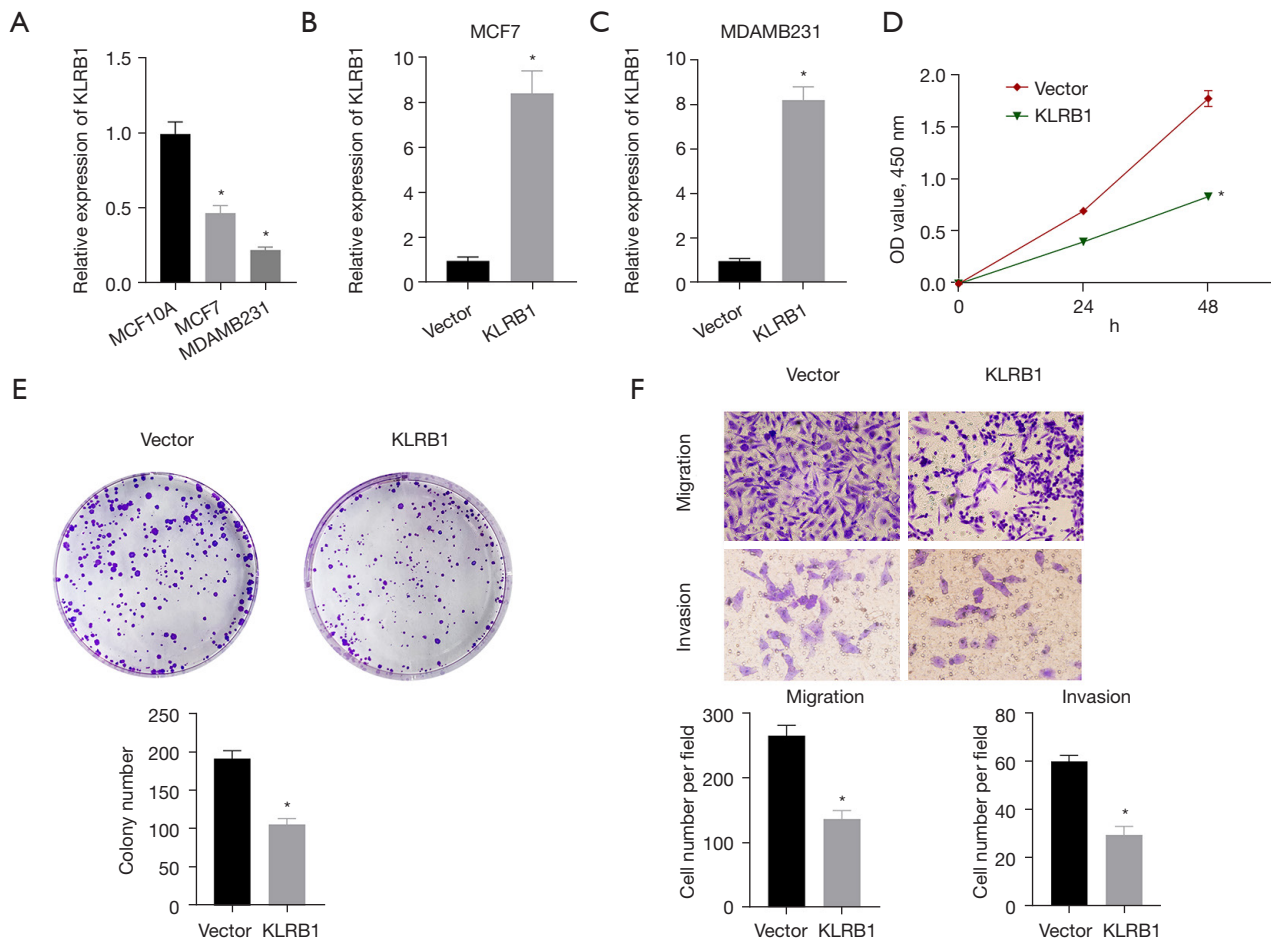 A
Relative expression of KLRB1
1.5
1.0
0.5
0.0
*
*
MCF10A
MCF7
MDAMB231
B
MCF7
Relative expression of KLRB1
10
8
6
4
2
0
*
Vector
KLRB1
C
MDAMB231
Relative expression of KLRB1
10
8
6
4
2
0
*
Vector
KLRB1
D
OD value, 450 nm
2.0
1.5
1.0
0.5
0.0
Vector
KLRB1
*
0
24
48
h
E
Vector
KLRB1
Colony number
250
200
150
100
50
0
*
Vector
KLRB1
F
Vector
KLRB1
Migration
Invasion
Migration
Cell number per field
300
200
100
0
*
Vector
KLRB1
Invasion
Cell number per field
80
60
40
20
0
*
Vector
KLRB1